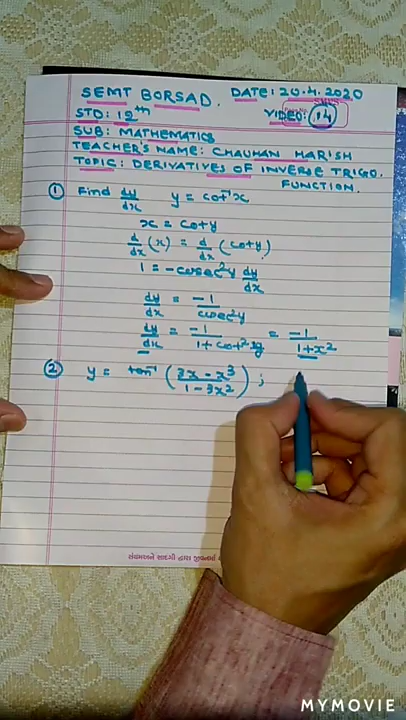 SEMT BORSAD. DATE: 20.4.2020
STD: 12th VIDEO: 14
SUB: MATHEMATICS
TEACHER'S NAME: CHAUHAN HARISH
TOPIC: DERIVATIVES OF INVERSE TRIGO. FUNCTION.
① Find dy/dx y = cot⁻¹x
x = coty
d/dx (x) = d/dx (coty)
1 = -cosec²y dy/dx
dy/dx = -1/cosec²y
dy/dx = -1/1+cot²y = -1/1+x²
② y = tan⁻¹ (3x - x³/1 - 3x²) ;
MYMOVIE